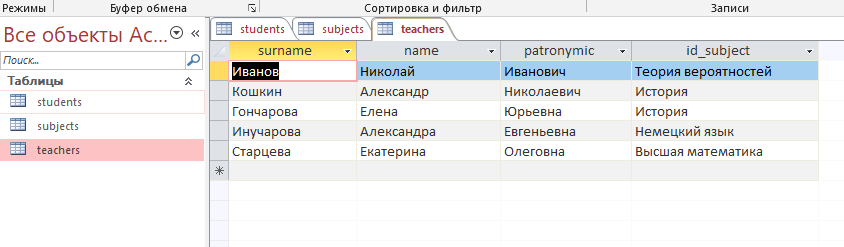 Режимы Буфер обмена Сортировка и фильтр Записи
Все объекты Ac...
students subjects teachers
Поиск...
surname name patronymic id_subject
Таблицы
Иванов Николай Иванович Теория вероятностей
students
Кошкин Александр Николаевич История
subjects
Гончарова Елена Юрьевна История
Инучарова Александра Евгеньевна Немецкий язык
teachers
Старцева Екатерина Олеговна Высшая математика